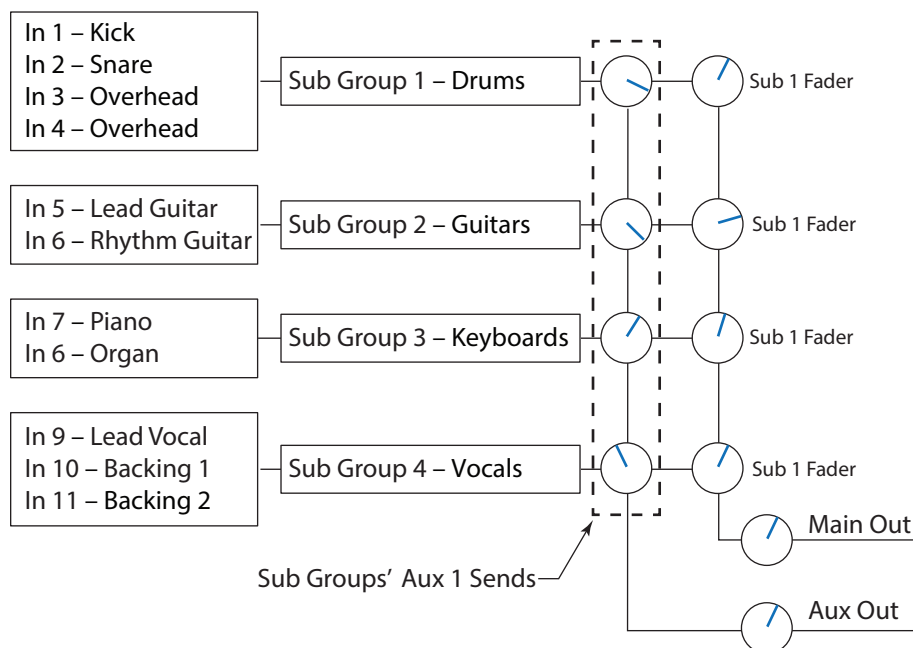 In 1 – Kick
In 2 – Snare
In 3 – Overhead
In 4 – Overhead
Sub Group 1 – Drums
Sub 1 Fader
In 5 – Lead Guitar
In 6 – Rhythm Guitar
Sub Group 2 – Guitars
Sub 1 Fader
In 7 – Piano
In 6 – Organ
Sub Group 3 – Keyboards
Sub 1 Fader
In 9 – Lead Vocal
In 10 – Backing 1
In 11 – Backing 2
Sub Group 4 – Vocals
Sub 1 Fader
Main Out
Sub Groups' Aux 1 Sends
Aux Out